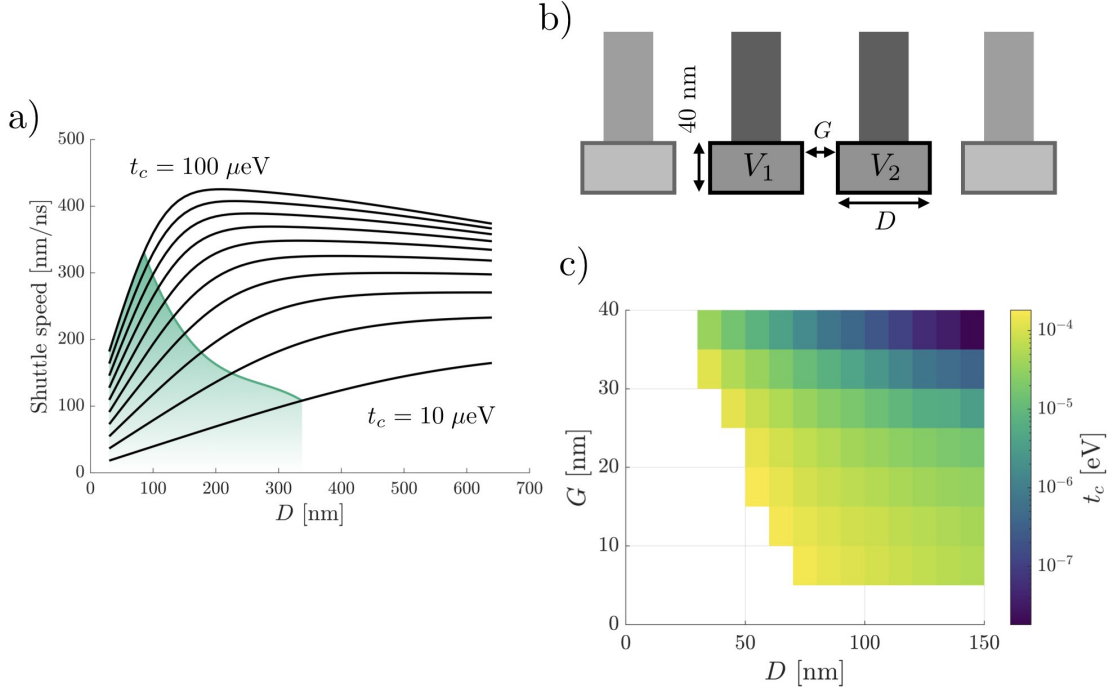 a)
500
400
300
200
100
0
Shuttle speed [nm/ns]
t_c = 100 μeV
t_c = 10 μeV
0 100 200 300 400 500 600 700
D [nm]
b)
40 nm
V_1
G
V_2
D
c)
40
30
20
10
0
G [nm]
0 50 100 150
D [nm]
10^{-4}
10^{-5}
10^{-6}
10^{-7}
t_c [eV]